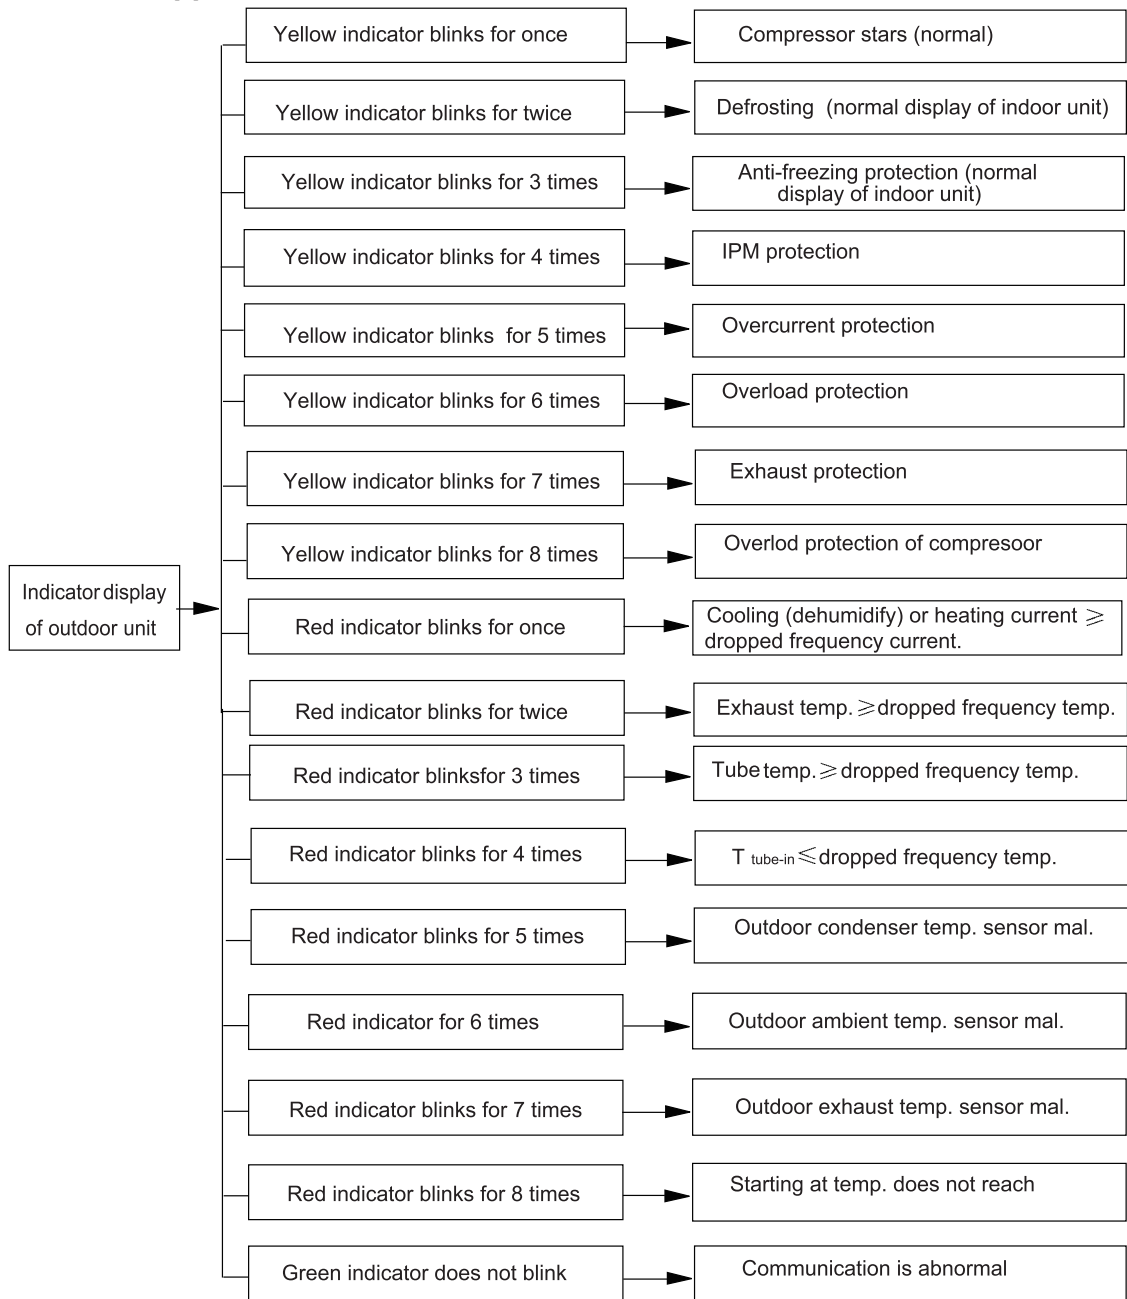 Yellow indicator blinks for once
Compressor stars (normal)
Yellow indicator blinks for twice
Defrosting (normal display of indoor unit)
Yellow indicator blinks for 3 times
Anti-freezing protection (normal
display of indoor unit)
Yellow indicator blinks for 4 times
IPM protection
Yellow indicator blinks for 5 times
Overcurrent protection
Yellow indicator blinks for 6 times
Overload protection
Yellow indicator blinks for 7 times
Exhaust protection
Yellow indicator blinks for 8 times
Overlod protection of compresoor
Indicator display
of outdoor unit
Red indicator blinks for once
Cooling (dehumidify) or heating current ≥
dropped frequency current.
Red indicator blinks for twice
Exhaust temp. ≥dropped frequency temp.
Red indicator blinksfor 3 times
Tube temp. ≥ dropped frequency temp.
Red indicator blinks for 4 times
T tube-in ≤dropped frequency temp.
Red indicator blinks for 5 times
Outdoor condenser temp. sensor mal.
Red indicator for 6 times
Outdoor ambient temp. sensor mal.
Red indicator blinks for 7 times
Outdoor exhaust temp. sensor mal.
Red indicator blinks for 8 times
Starting at temp. does not reach
Green indicator does not blink
Communication is abnormal